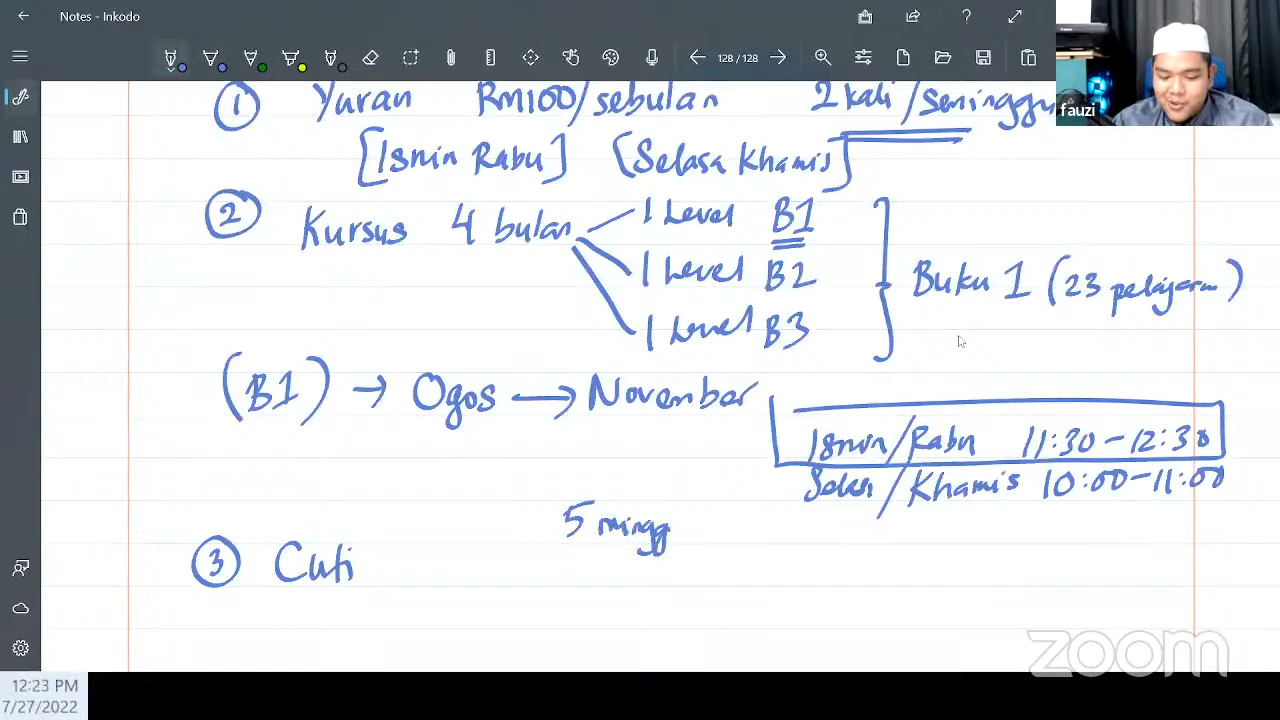 Notes - Inkodo
128 / 128
fauzi
① Yuran RM100/sebulan 2 kali/seminggu
[Isnin Rabu] [Selasa Khamis]
② Kursus 4 bulan
1 Level B1
1 Level B2
1 Level B3
Buku 1 (23 pelajaran)
(B1) → Ogos → November
Isnin/Rabu 11:30-12:30
Selasa/Khamis 10:00-11:00
5 mingg
③ Cuti
zoom
12:23 PM
7/27/2022